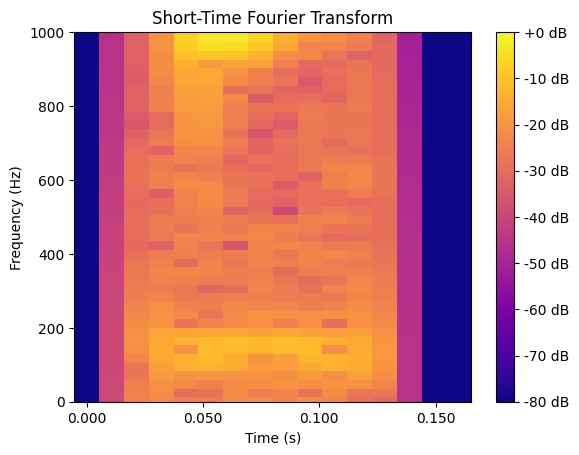 Short-Time Fourier Transform
1000
800
600
400
200
0
Frequency (Hz)
0.000
0.050
0.100
0.150
Time (s)
+0 dB
-10 dB
-20 dB
-30 dB
-40 dB
-50 dB
-60 dB
-70 dB
-80 dB